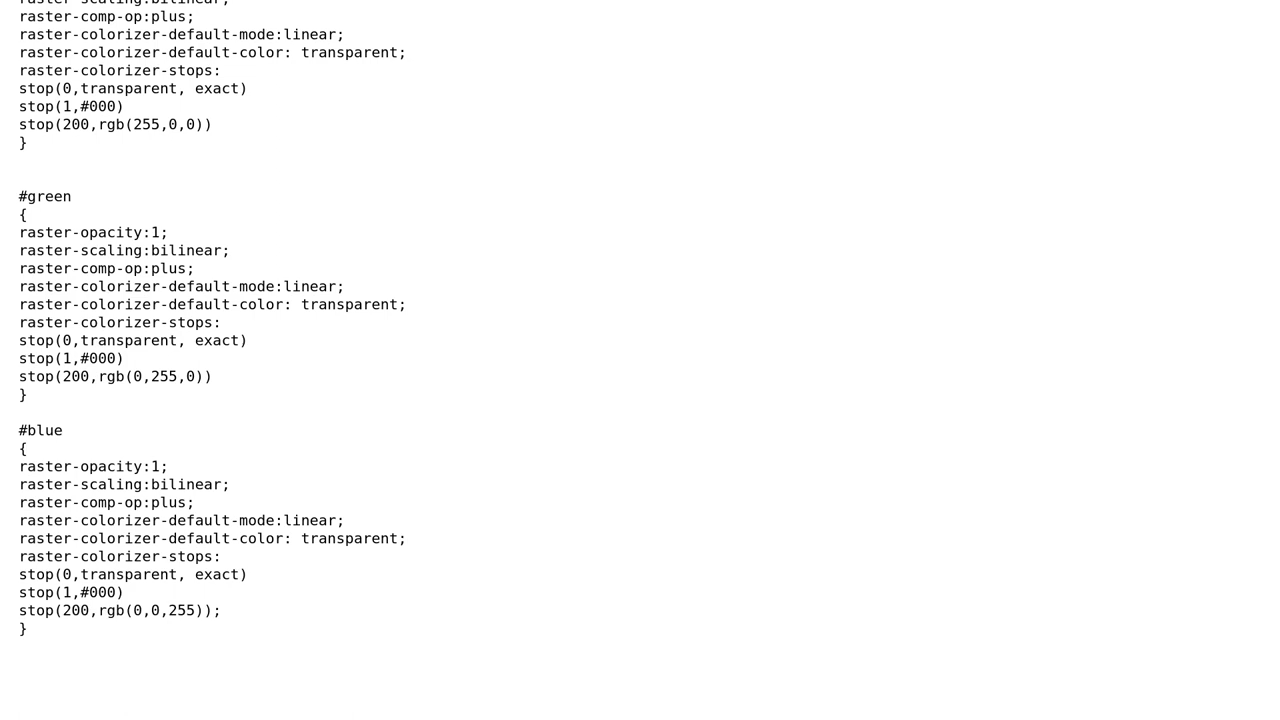 raster-scaling:bilinear;
raster-comp-op:plus;
raster-colorizer-default-mode:linear;
raster-colorizer-default-color: transparent;
raster-colorizer-stops:
stop(0,transparent, exact)
stop(1,#000)
stop(200,rgb(255,0,0))
}
#green
{
raster-opacity:1;
raster-scaling:bilinear;
raster-comp-op:plus;
raster-colorizer-default-mode:linear;
raster-colorizer-default-color: transparent;
raster-colorizer-stops:
stop(0,transparent, exact)
stop(1,#000)
stop(200,rgb(0,255,0))
}
#blue
{
raster-opacity:1;
raster-scaling:bilinear;
raster-comp-op:plus;
raster-colorizer-default-mode:linear;
raster-colorizer-default-color: transparent;
raster-colorizer-stops:
stop(0,transparent, exact)
stop(1,#000)
stop(200,rgb(0,0,255));
}